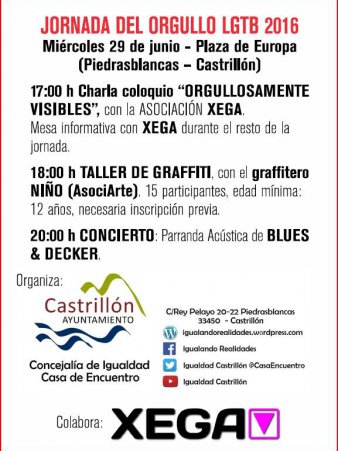 JORNADA DEL ORGULLO LGTB 2016
Miércoles 29 de junio - Plaza de Europa
(Piedrasblancas – Castrillón)
17:00 h Charla coloquio “ORGULLOSAMENTE
VISIBLES”, con la ASOCIACIÓN XEGA.
Mesa informativa con XEGA durante el resto de la
jornada.
18:00 h TALLER DE GRAFFITI, con el graffitero
NIÑO (AsociArte). 15 participantes, edad mínima:
12 años, necesaria inscripción previa.
20:00 h CONCIERTO: Parranda Acústica de BLUES
& DECKER.
Organiza:
Castrillón
AYUNTAMIENTO
Concejalía de Igualdad
Casa de Encuentro
C/Rey Pelayo 20-22 Piedrasblancas
33450 - Castrillón
igualandorealidades.wordpress.com
Igualando Realidades
Igualdad Castrillón @CasaEncuentro
Igualdad Castrillón
Colabora: XEGA